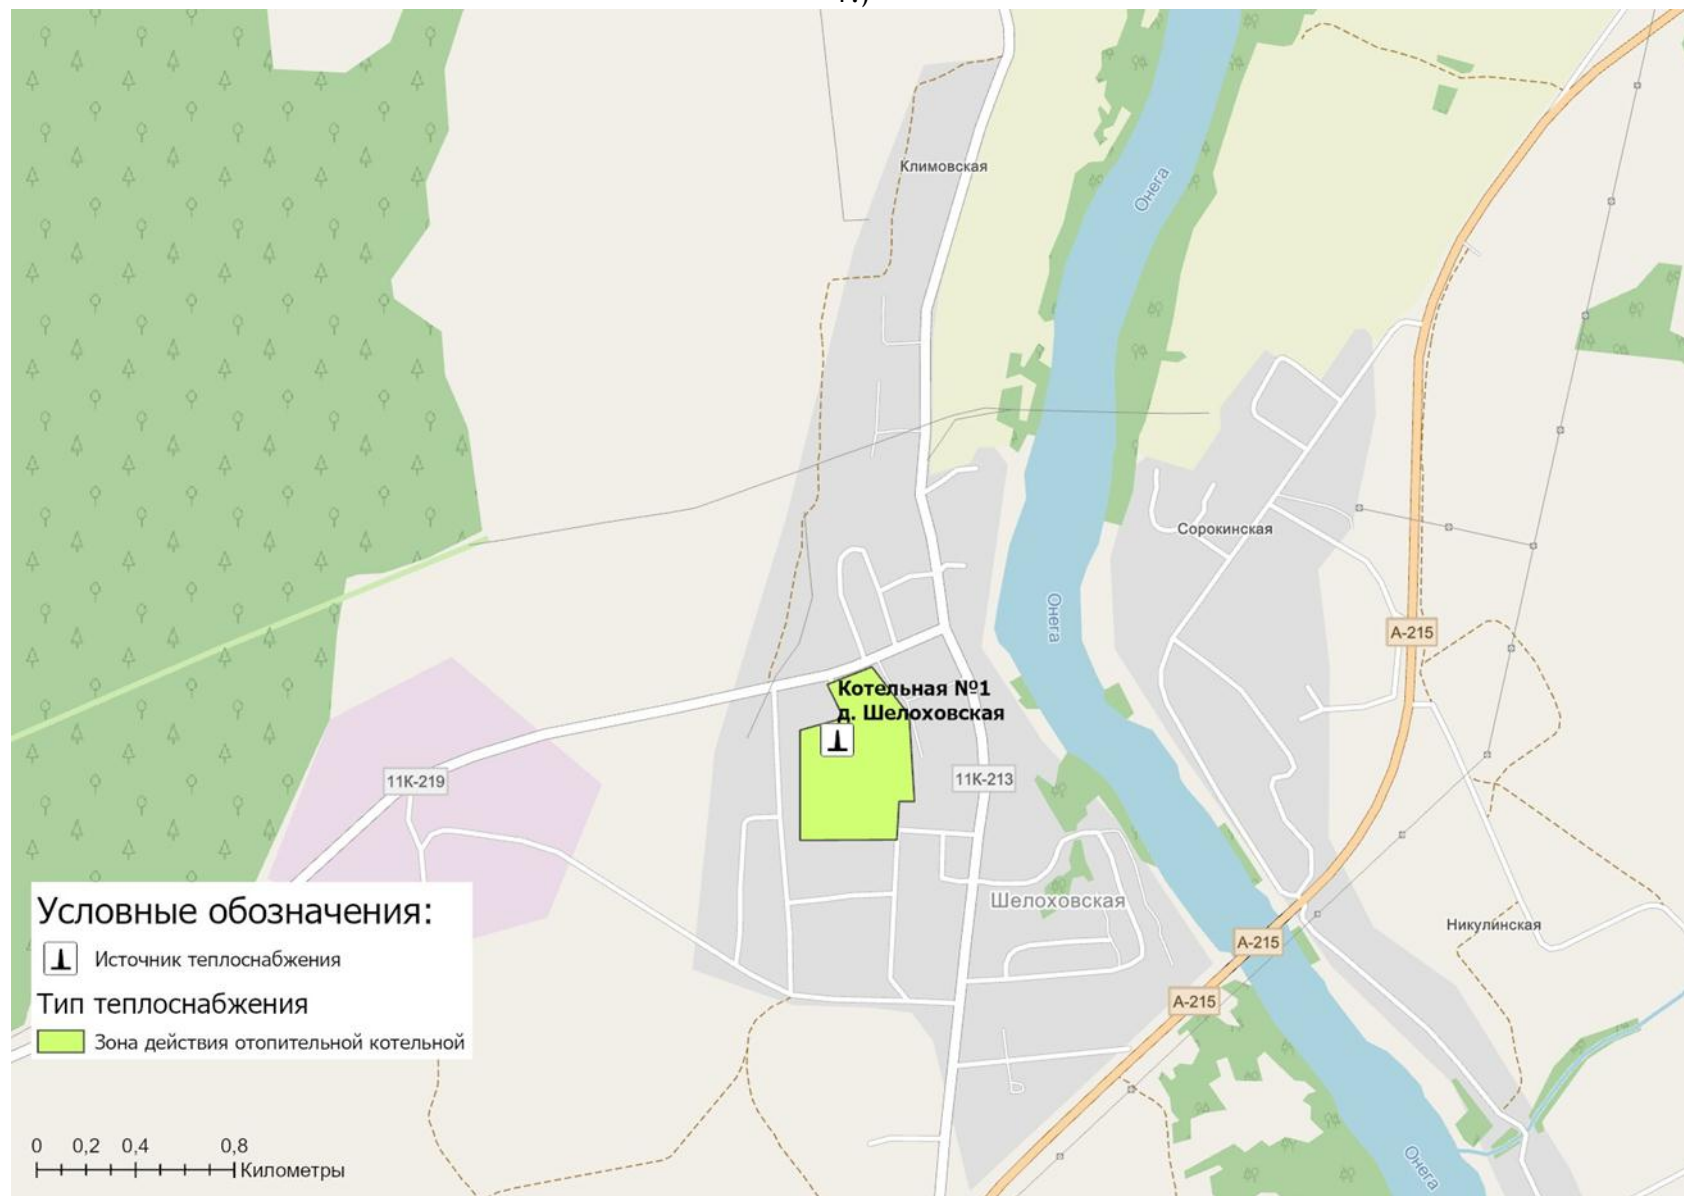 Климовская
Онега
Сорокинская
Онега
А-215
Котельная №1
д. Шелоховская
11К-219
11К-213
Шелоховская
Никулинская
А-215
А-215
Условные обозначения:
Источник теплоснабжения
Тип теплоснабжения
Зона действия отопительной котельной
0 0,2 0,4 0,8
Километры
Онега